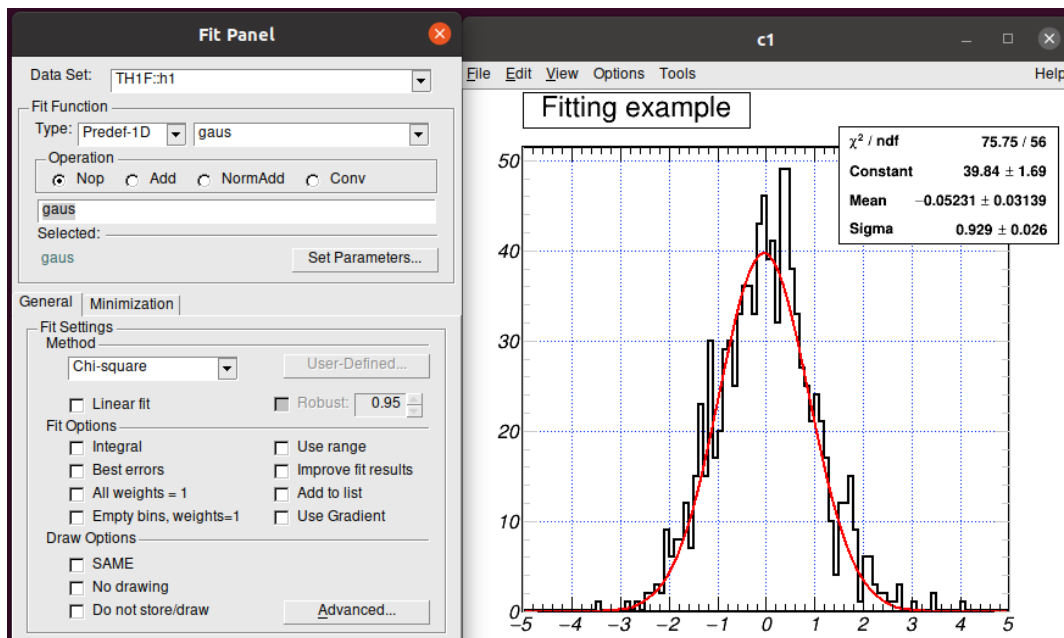 Fit Panel
Data Set: TH1F::h1
Fit Function
Type: Predef-1D gaus
Operation
Nop Add NormAdd Conv
gaus
Selected:
gaus Set Parameters...
General Minimization
Fit Settings
Method
Chi-square User-Defined...
Linear fit Robust: 0.95
Fit Options
Integral Use range
Best errors Improve fit results
All weights = 1 Add to list
Empty bins, weights=1 Use Gradient
Draw Options
SAME
No drawing
Do not store/draw Advanced...
c1
File Edit View Options Tools Help
Fitting example
χ² / ndf 75.75 / 56
Constant 39.84 ± 1.69
Mean −0.05231 ± 0.03139
Sigma 0.929 ± 0.026
50
40
30
20
10
0
−5 −4 −3 −2 −1 0 1 2 3 4 5